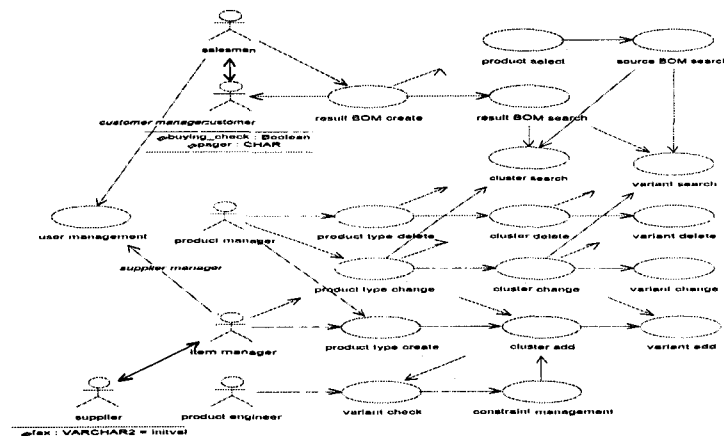 salesman
product select
source BOM search
customer manager
customer
result BOM create
result BOM search
buying_check : Boolean
pager : CHAR
cluster search
variant search
user management
product manager
product type delete
cluster delete
variant delete
supplier manager
product type change
cluster change
variant change
item manager
product type create
cluster add
variant add
supplier
product engineer
variant check
constraint management
fax : VARCHAR2 = initval